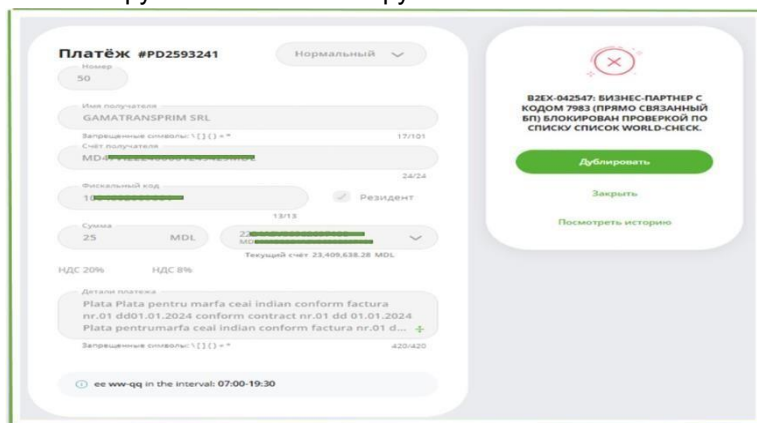 Платёж #PD2593241
Нормальный
Номер
50
Имя получателя
GAMATRANSPRIM SRL
Запрещенные символы: \ [ ] { } = *
17/101
Счёт получателя
24/24
Фискальный код
Резидент
13/13
Сумма
25 MDL
Текущий счёт 23,409,638.28 MDL
НДС 20% НДС 8%
Детали платежа
Plata Plata pentru marfa ceai indian conform factura
nr.01 dd01.01.2024 conform contract nr.01 dd 01.01.2024
Plata pentrumarfa ceai indian conform factura nr.01 d...
Запрещенные символы: \ [ ] { } = *
420/420
ee ww-qq in the interval: 07:00-19:30
B2EX-042547: БИЗНЕС-ПАРТНЕР С
КОДОМ 7983 (ПРЯМО СВЯЗАННЫЙ
БП) БЛОКИРОВАН ПРОВЕРКОЙ ПО
СПИСКУ СПИСОК WORLD-CHECK.
Дублировать
Закрыть
Посмотреть историю